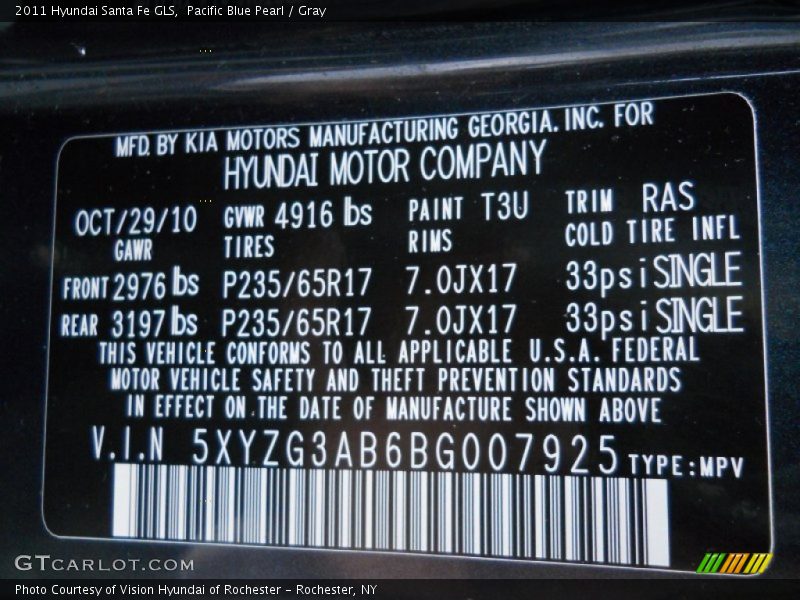 2011 Hyundai Santa Fe GLS, Pacific Blue Pearl / Gray
MFD. BY KIA MOTORS MANUFACTURING GEORGIA. INC. FOR
HYUNDAI MOTOR COMPANY
OCT/29/10 GVWR 4916 lbs PAINT T3U TRIM RAS
GAWR TIRES RIMS COLD TIRE INFL
FRONT 2976 lbs P235/65R17 7.0JX17 33psi SINGLE
REAR 3197 lbs P235/65R17 7.0JX17 33psi SINGLE
THIS VEHICLE CONFORMS TO ALL APPLICABLE U.S.A. FEDERAL
MOTOR VEHICLE SAFETY AND THEFT PREVENTION STANDARDS
IN EFFECT ON THE DATE OF MANUFACTURE SHOWN ABOVE
V.I.N 5XYZG3AB6BG007925 TYPE:MPV
GTCARLOT.COM
Photo Courtesy of Vision Hyundai of Rochester – Rochester, NY